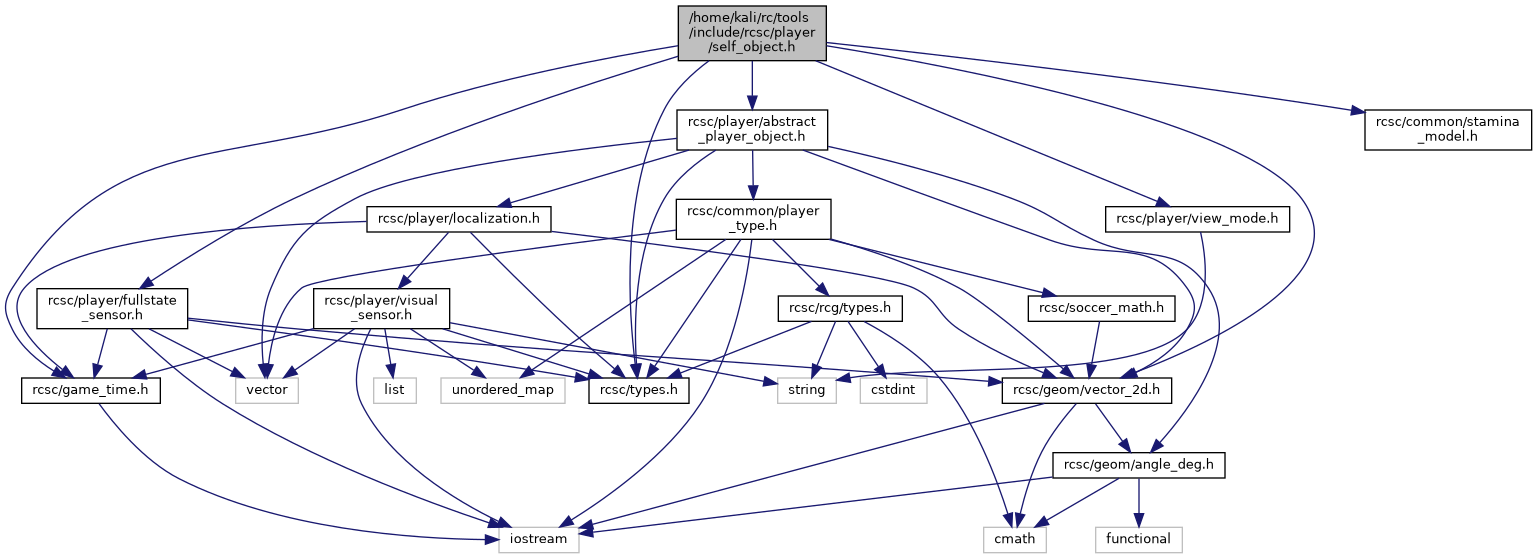 /home/kali/rc/tools
/include/rcsc/player
/self_object.h
rcsc/player/abstract
_player_object.h
rcsc/common/stamina
_model.h
rcsc/player/localization.h
rcsc/common/player
_type.h
rcsc/player/view_mode.h
rcsc/player/fullstate
_sensor.h
rcsc/player/visual
_sensor.h
rcsc/rcg/types.h
rcsc/soccer_math.h
rcsc/game_time.h
vector
list
unordered_map
rcsc/types.h
string
cstdint
rcsc/geom/vector_2d.h
rcsc/geom/angle_deg.h
iostream
cmath
functional